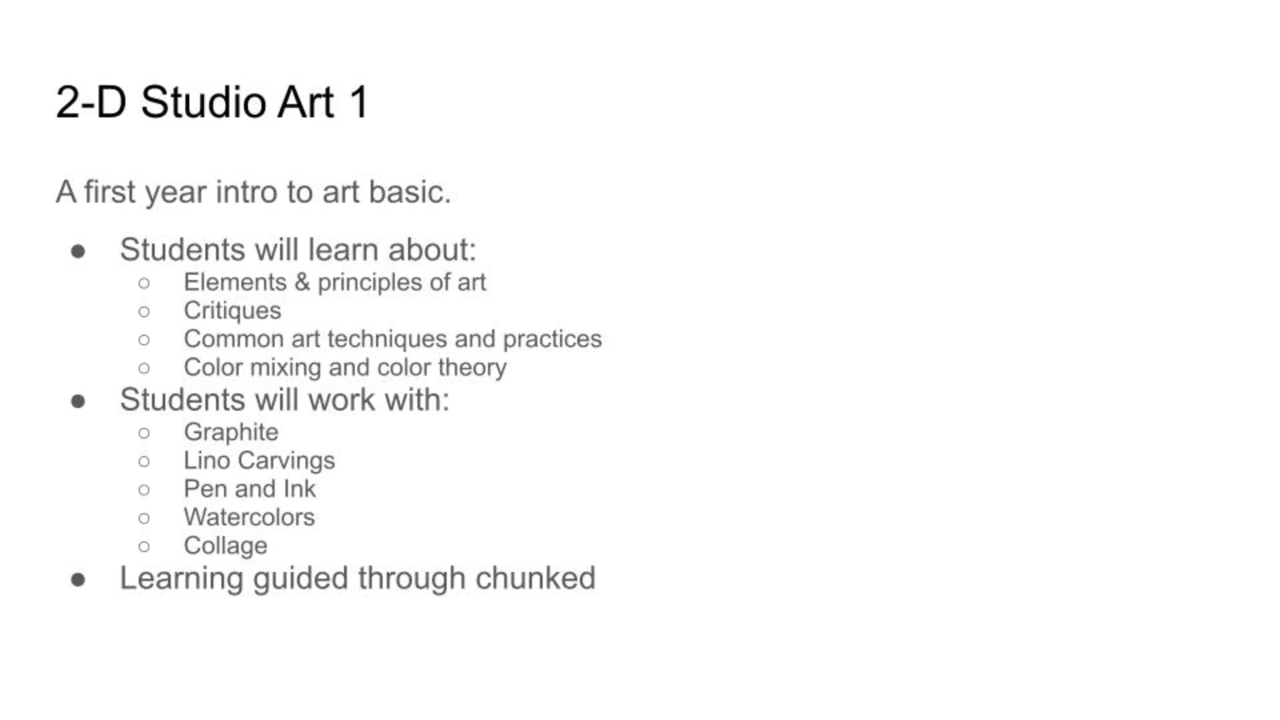 2-D Studio Art 1
A first year intro to art basic.
● Students will learn about:
○ Elements & principles of art
○ Critiques
○ Common art techniques and practices
○ Color mixing and color theory
● Students will work with:
○ Graphite
○ Lino Carvings
○ Pen and Ink
○ Watercolors
○ Collage
● Learning guided through chunked